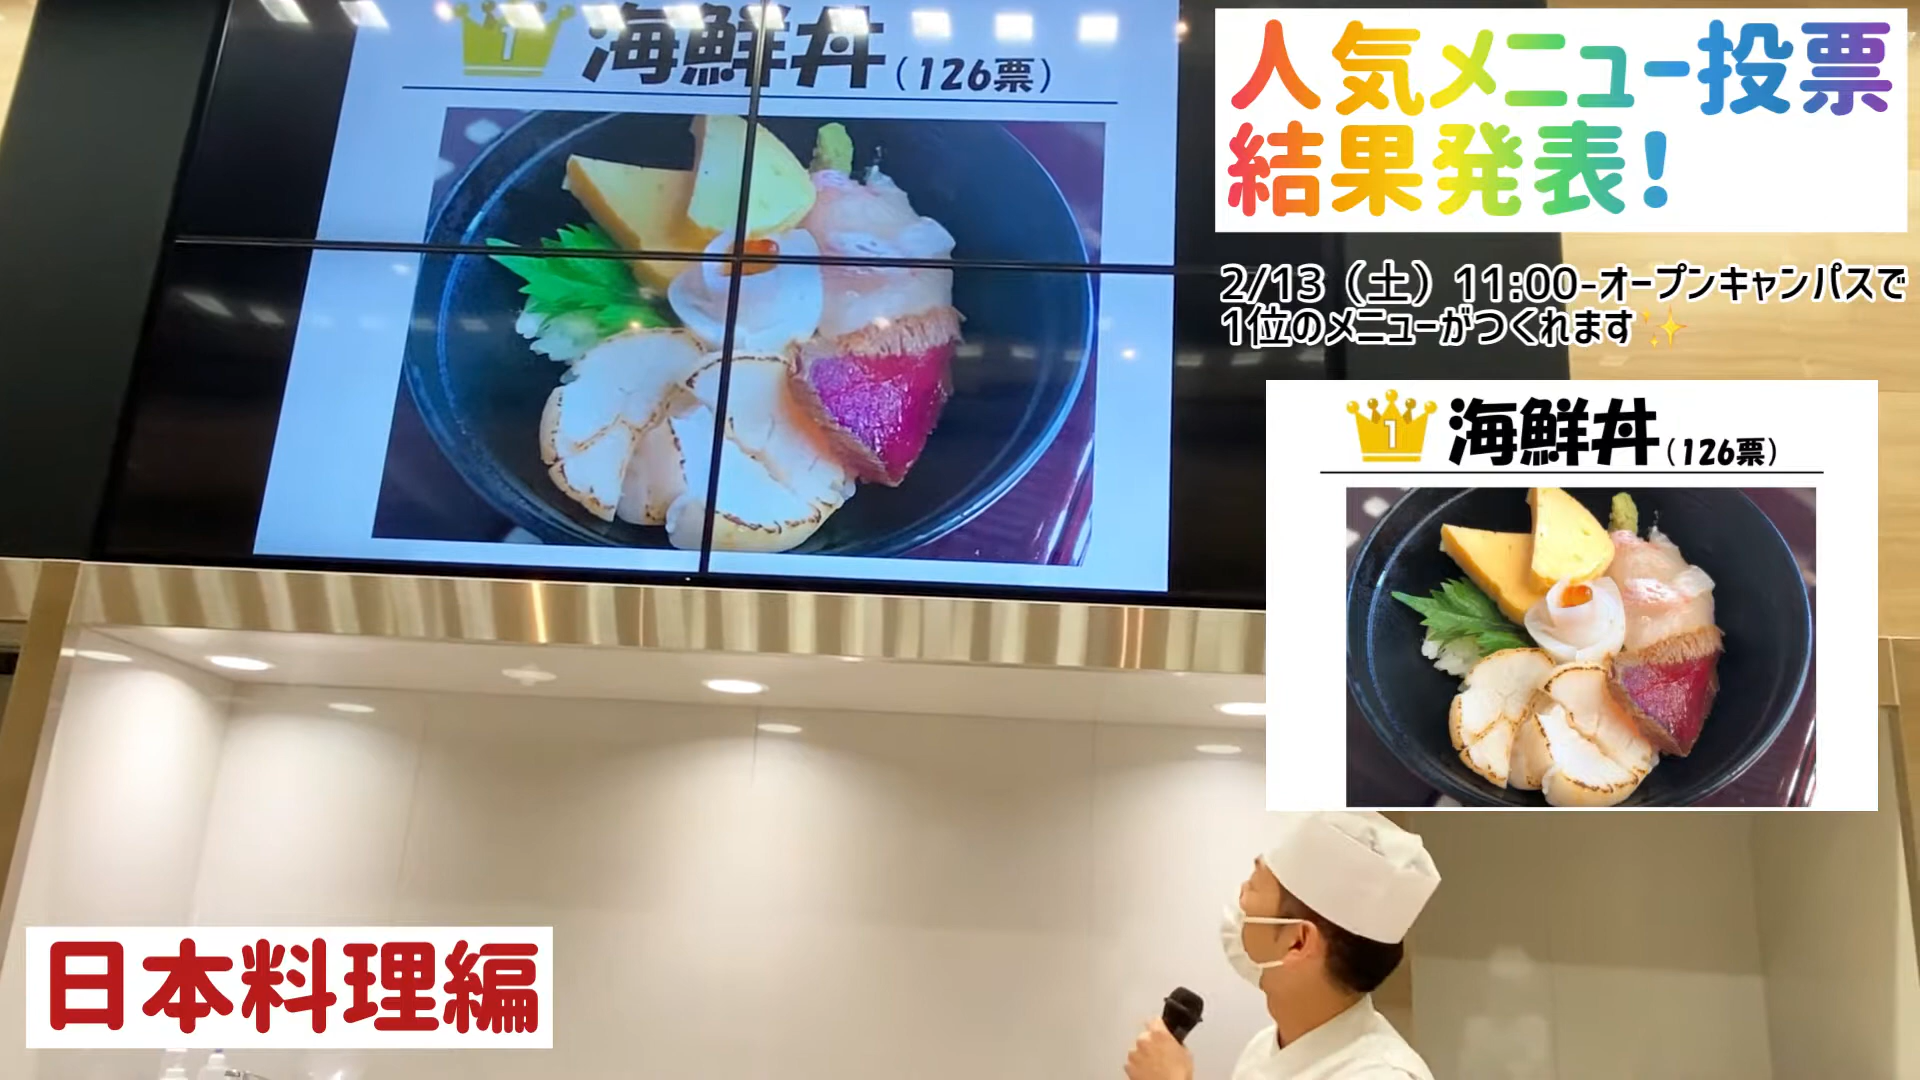 1
海鮮丼(126票)
人気メニュー投票
結果発表!
2/13(土)11:00-オープンキャンパスで
1位のメニューがつくれます✨
1
海鮮丼(126票)
日本料理編